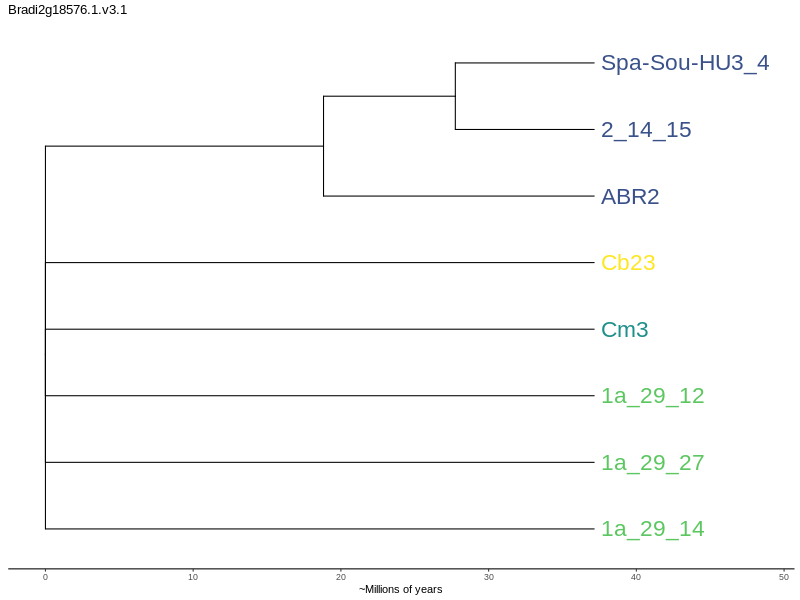 Bradi2g18576.1.v3.1
Spa-Sou-HU3_4
2_14_15
ABR2
Cb23
Cm3
1a_29_12
1a_29_27
1a_29_14
0 10 20 30 40 50
~Millions of years